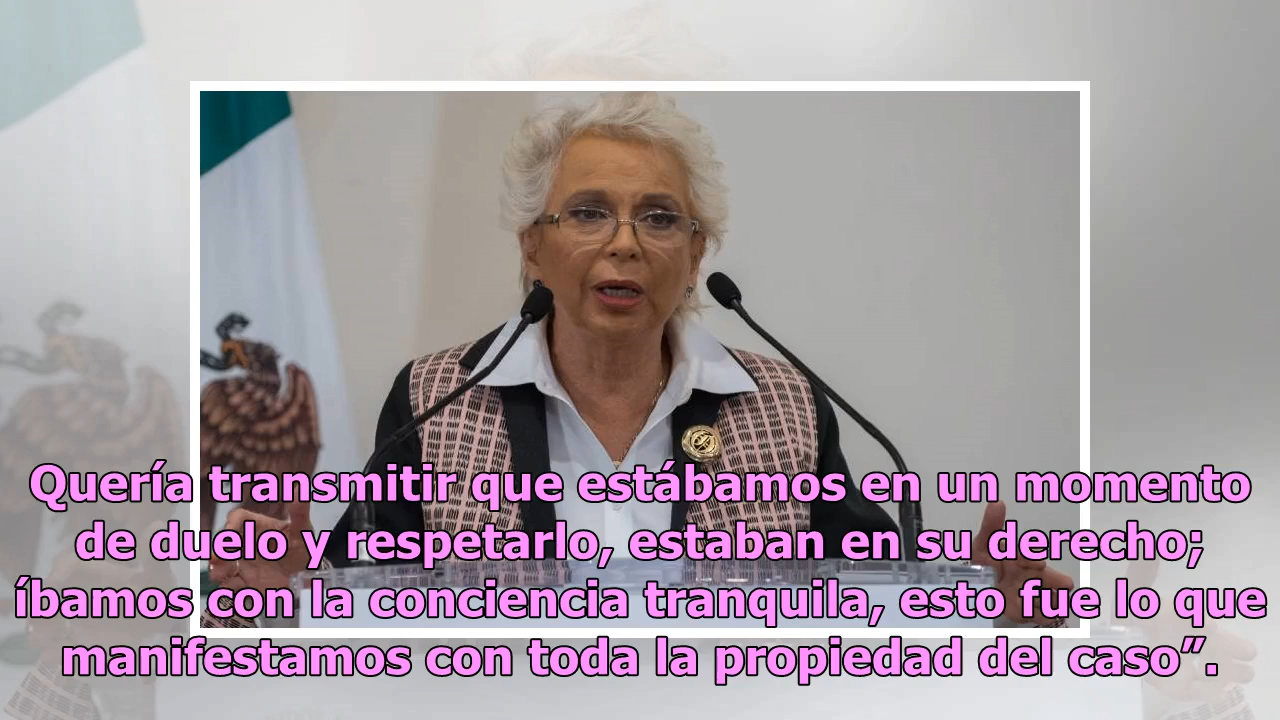 Quería transmitir que estábamos en un momento
de duelo y respetarlo, estaban en su derecho;
íbamos con la conciencia tranquila, esto fue lo que
manifestamos con toda la propiedad del caso”.